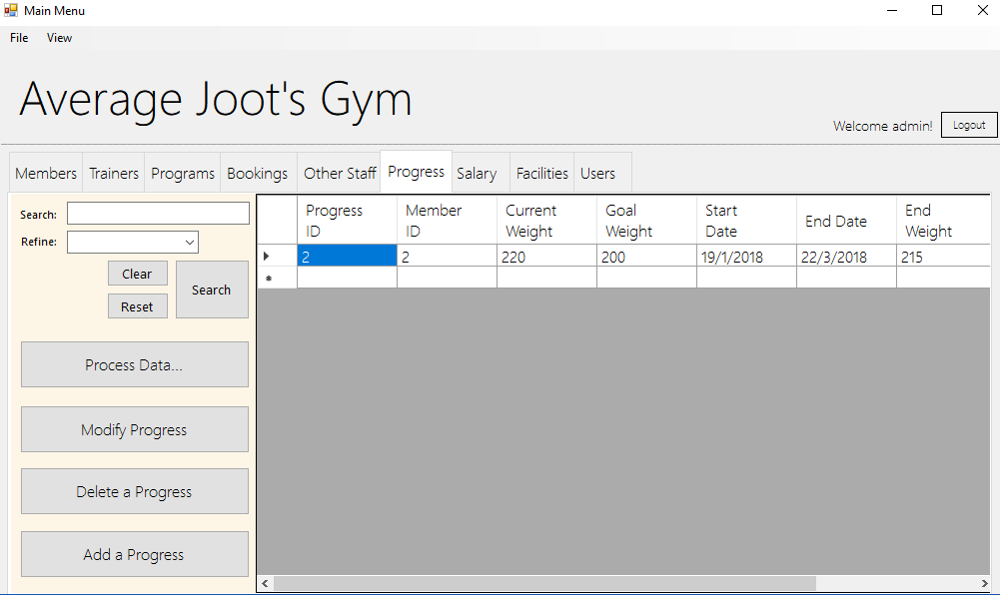 Main Menu
File View
Average Joot's Gym
Welcome admin! Logout
Members Trainers Programs Bookings Other Staff Progress Salary Facilities Users
Search:
Refine:
Clear
Reset
Search
Process Data...
Modify Progress
Delete a Progress
Add a Progress
Progress ID Member ID Current Weight Goal Weight Start Date End Date End Weight
2 2 220 200 19/1/2018 22/3/2018 215